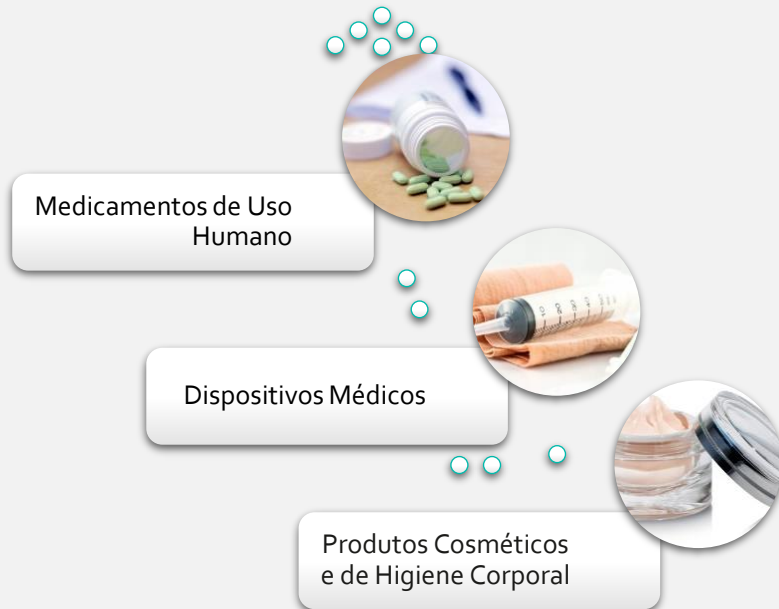 Medicamentos de Uso
Humano
Dispositivos Médicos
Produtos Cosméticos
e de Higiene Corporal